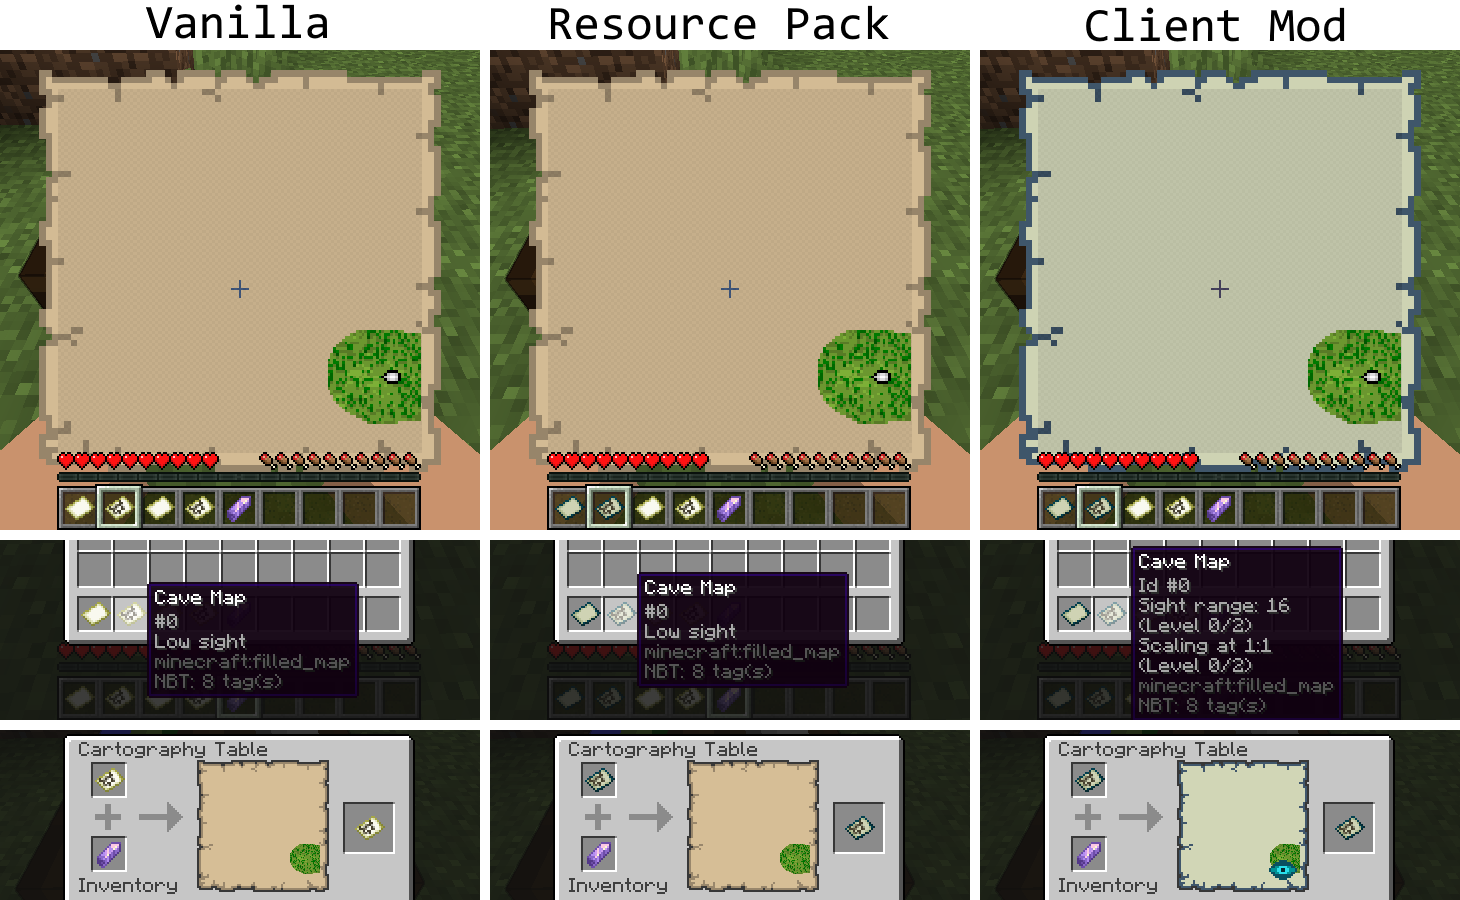 Vanilla
Resource Pack
Client Mod
Cave Map
#0
Low sight
minecraft:filled_map
NBT: 8 tag(s)
Cave Map
#0
Low sight
minecraft:filled_map
NBT: 8 tag(s)
Cave Map
Id #0
Sight range: 16
(Level 0/2)
Scaling at 1:1
(Level 0/2)
minecraft:filled_map
NBT: 8 tag(s)
Cartography Table
Inventory
Cartography Table
Inventory
Cartography Table
Inventory